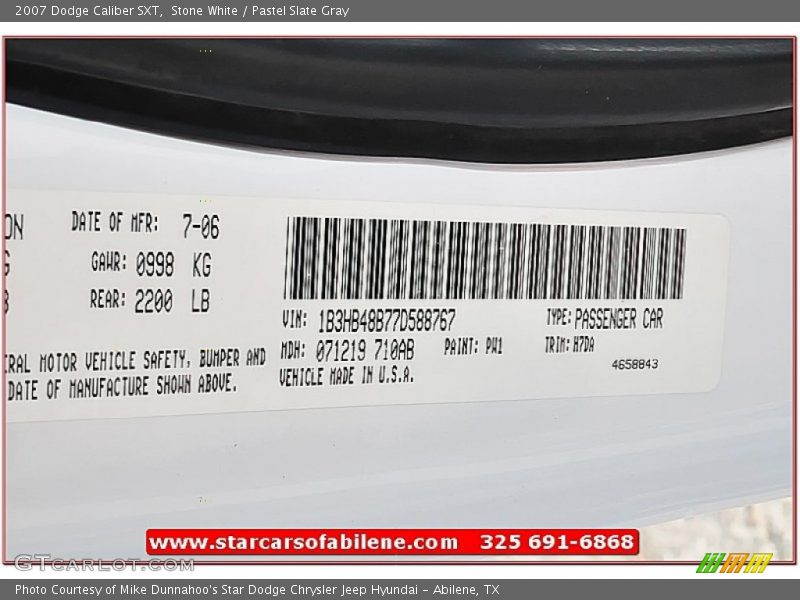 2007 Dodge Caliber SXT,  Stone White / Pastel Slate Gray
ON DATE OF MFR: 7-06
GAWR: 0998 KG
REAR: 2200 LB
VIN: 1B3HB48B77D588767 TYPE: PASSENGER CAR
MDH: 071219 710AB PAINT: PW1 TRIM: H7DA
VEHICLE MADE IN U.S.A. 4658843
ERAL MOTOR VEHICLE SAFETY, BUMPER AND
DATE OF MANUFACTURE SHOWN ABOVE.
www.starcarsofabilene.com 325 691-6868
GTCARLOT.COM
Photo Courtesy of Mike Dunnahoo's Star Dodge Chrysler Jeep Hyundai - Abilene, TX